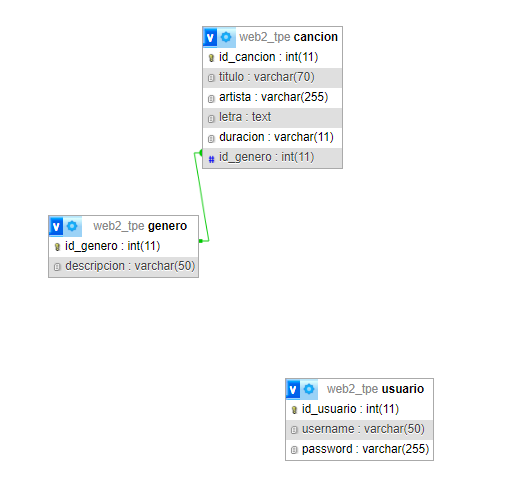 V web2_tpe cancion
id_cancion : int(11)
titulo : varchar(70)
artista : varchar(255)
letra : text
duracion : varchar(11)
# id_genero : int(11)
V web2_tpe genero
id_genero : int(11)
descripcion : varchar(50)
V web2_tpe usuario
id_usuario : int(11)
username : varchar(50)
password : varchar(255)